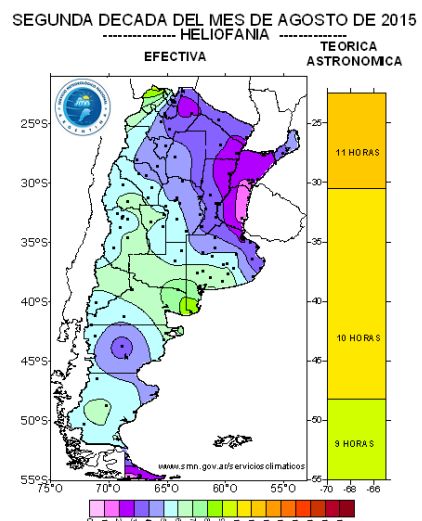 SEGUNDA DECADA DEL MES DE AGOSTO DE 2015
--------------- HELIOFANIA --------------
EFECTIVA
TEORICA
ASTRONOMICA
25°S
30°S
35°S
40°S
45°S
50°S
55°S
75°O
70°O
65°O
60°O
55°O
www.smn.gov.ar/serviciosclimaticos
-25
-30
-35
-40
-45
-50
-55
11 HORAS
10 HORAS
9 HORAS
-70 -68 -66